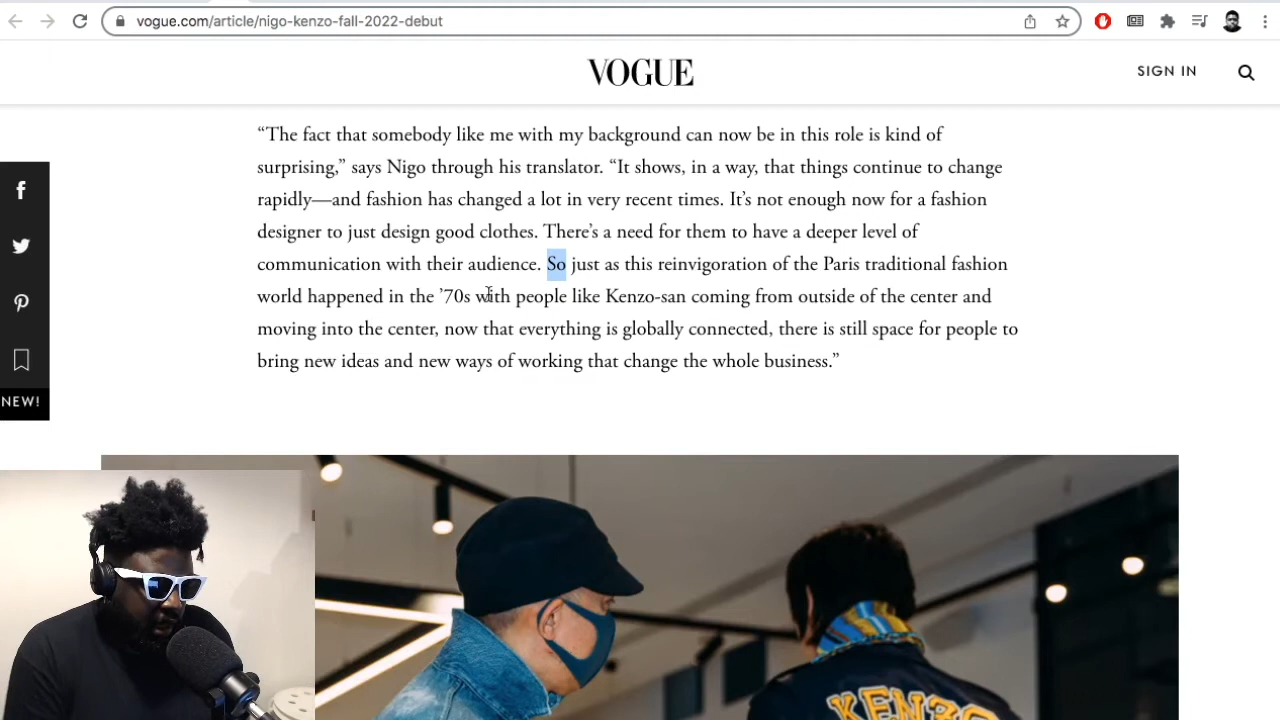 vogue.com/article/nigo-kenzo-fall-2022-debut
VOGUE
SIGN IN
“The fact that somebody like me with my background can now be in this role is kind of
surprising,” says Nigo through his translator. “It shows, in a way, that things continue to change
rapidly—and fashion has changed a lot in very recent times. It’s not enough now for a fashion
designer to just design good clothes. There’s a need for them to have a deeper level of
communication with their audience. So just as this reinvigoration of the Paris traditional fashion
world happened in the ’70s with people like Kenzo-san coming from outside of the center and
moving into the center, now that everything is globally connected, there is still space for people to
bring new ideas and new ways of working that change the whole business.”
NEW!
KENZO